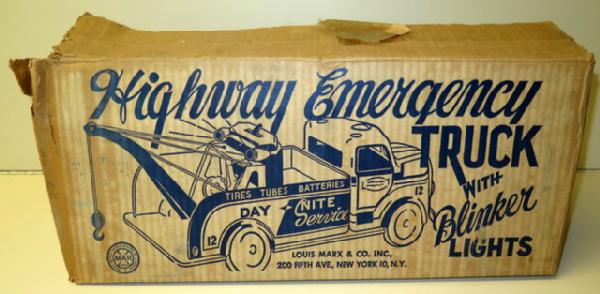 Highway Emergency
TRUCK
WITH
Blinker
LIGHTS
TIRES TUBES BATTERIES
DAY NITE
Service
12
12
MAR
LOUIS MARX & CO. INC.
200 FIFTH AVE, NEW YORK 10, N.Y.